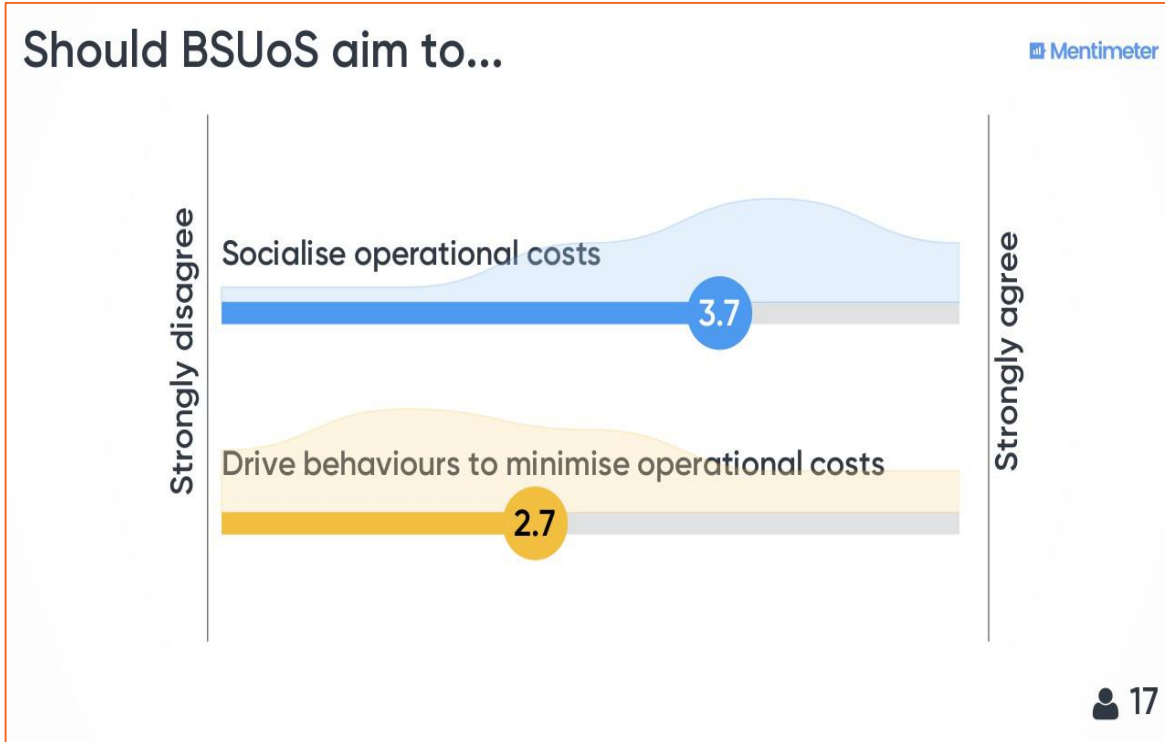 Should BSUoS aim to...
Mentimeter
Strongly disagree
Socialise operational costs
3.7
Drive behaviours to minimise operational costs
2.7
Strongly agree
17